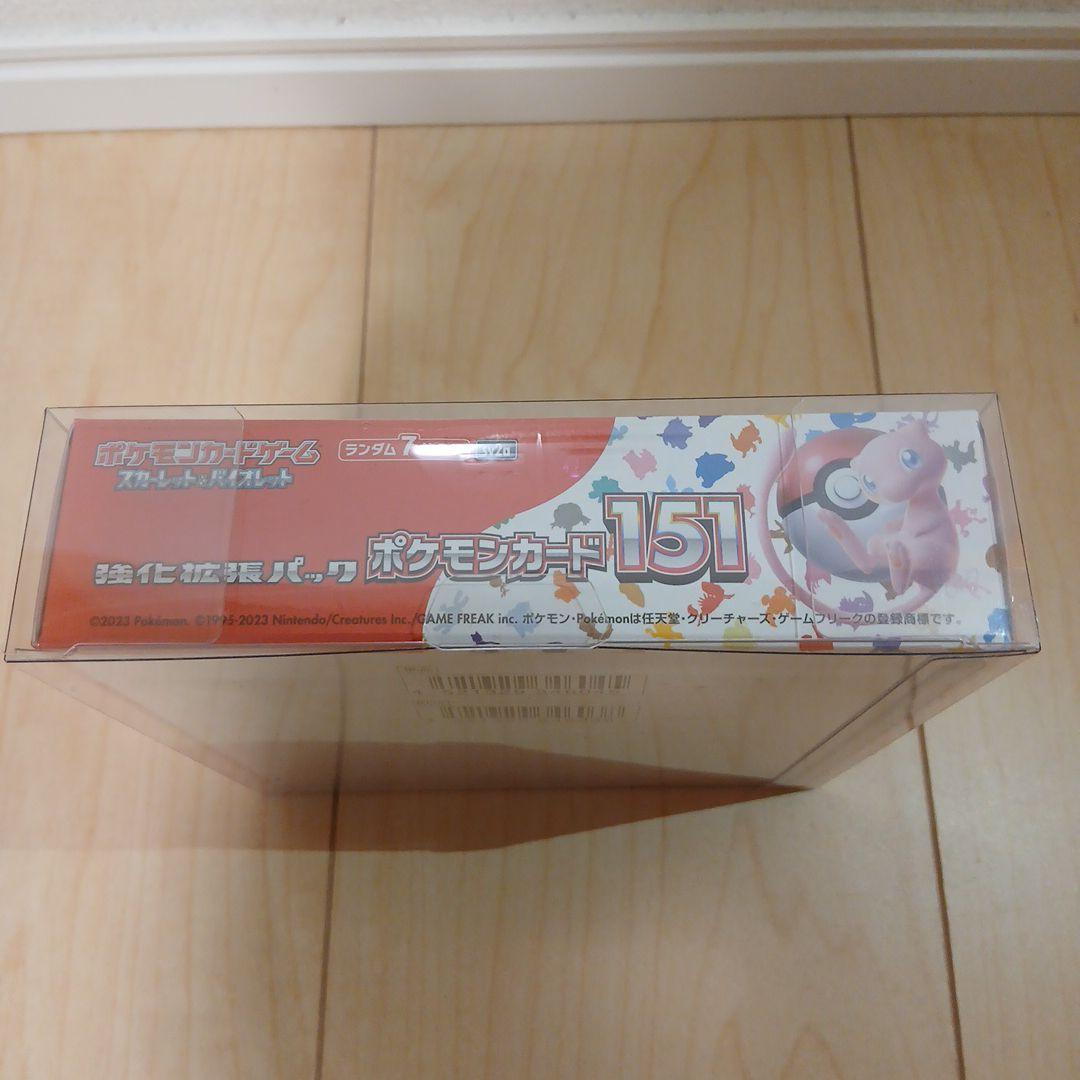 ポケモンカードゲーム
スカーレット&バイオレット
ランダム7
強化拡張パック ポケモンカード151
©2023 Pokémon. ©1995-2023 Nintendo/Creatures Inc./GAME FREAK inc. ポケモン・Pokémonは任天堂・クリーチャーズ・ゲームフリークの登録商標です。